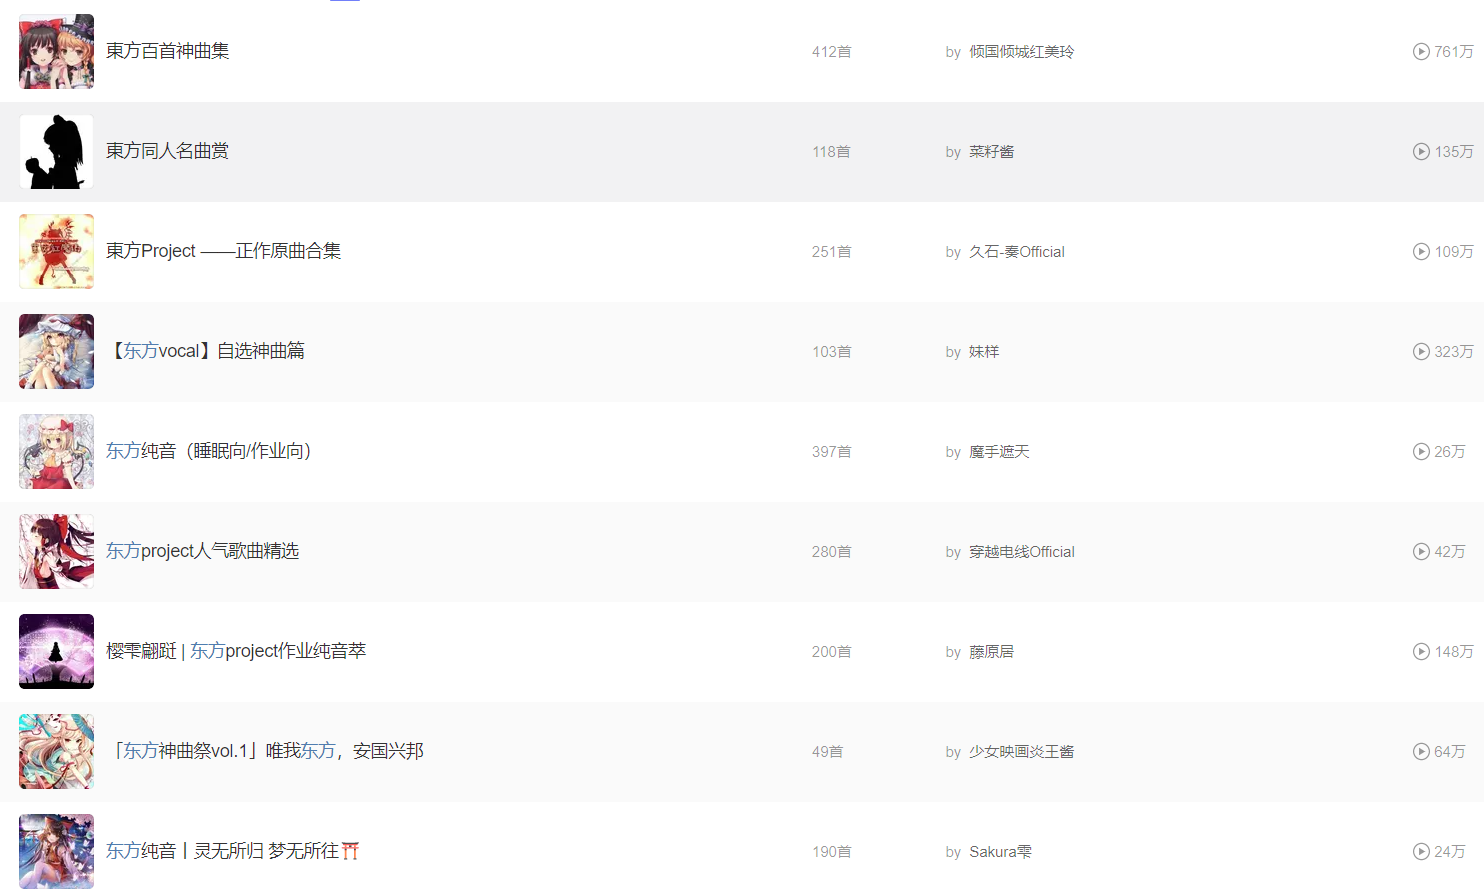 東方百首神曲集 412首 by 倾国倾城红美玲 761万
東方同人名曲赏 118首 by 菜籽酱 135万
東方Project ——正作原曲合集 251首 by 久石-奏Official 109万
【东方vocal】自选神曲篇 103首 by 妹样 323万
东方纯音（睡眠向/作业向） 397首 by 魔手遮天 26万
东方project人气歌曲精选 280首 by 穿越电线Official 42万
樱雫翩跹 | 东方project作业纯音萃 200首 by 藤原居 148万
「东方神曲祭vol.1」唯我东方，安国兴邦 49首 by 少女映画炎王酱 64万
东方纯音丨灵无所归 梦无所往⛩ 190首 by Sakura雫 24万